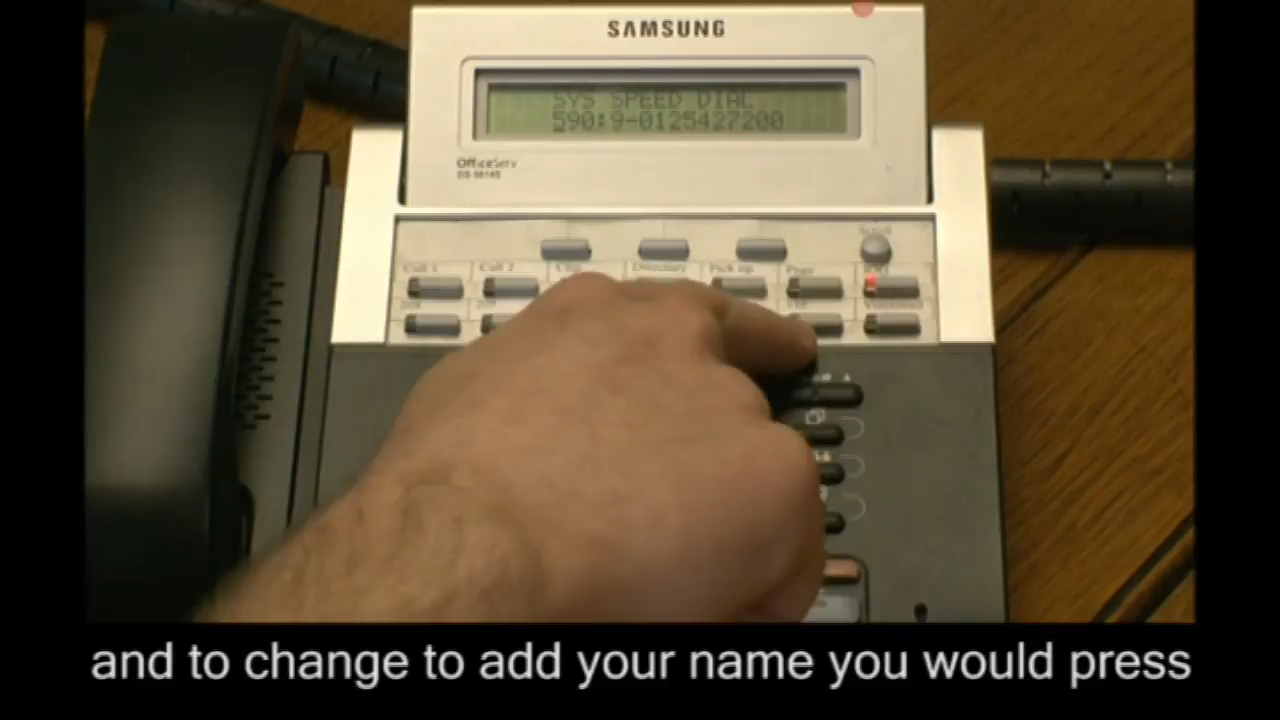 SAMSUNG
SYS SPEED DIAL
590:9-0125427200
OfficeServ
Scroll
Call 1 Call 2 Directory Pick up Page
and to change to add your name you would press